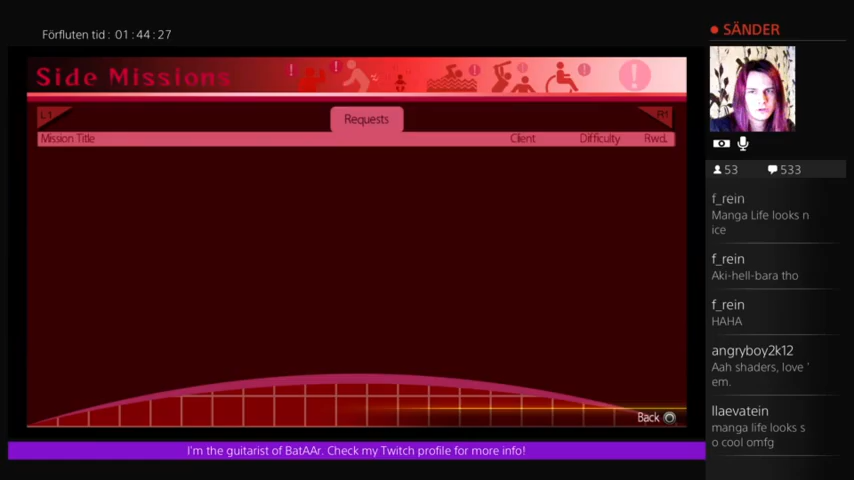 Förfluten tid : 01:44:27
SÄNDER
Side Missions
L1
Requests
R1
Mission Title
Client
Difficulty
Rwd.
Back
I'm the guitarist of BatAAr. Check my Twitch profile for more info!
53
533
f_rein
Manga Life looks n
ice
f_rein
Aki-hell-bara tho
f_rein
HAHA
angryboy2k12
Aah shaders, love '
em.
llaevatein
manga life looks s
o cool omfg